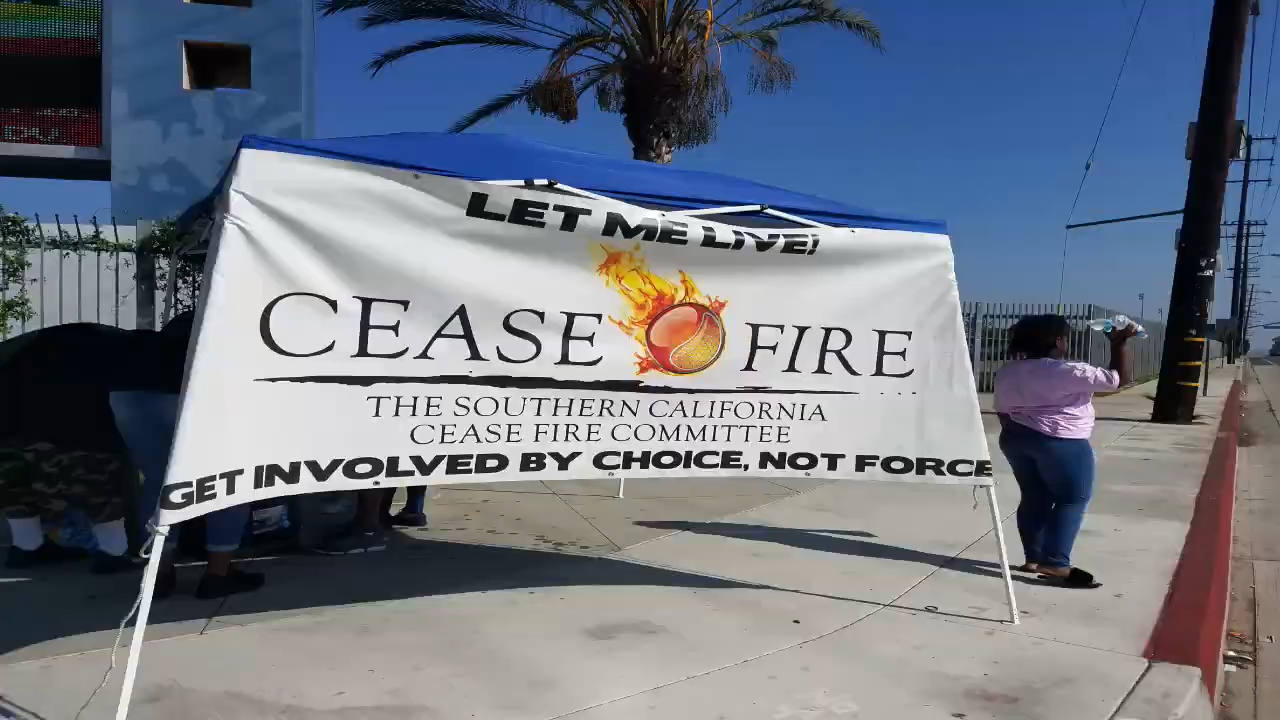 LET ME LIVE!
CEASE FIRE
THE SOUTHERN CALIFORNIA
CEASE FIRE COMMITTEE
GET INVOLVED BY CHOICE, NOT FORCE